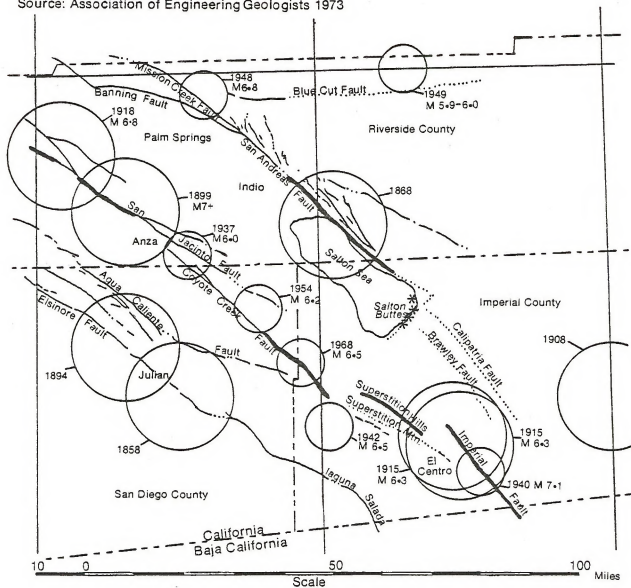 Source: Association of Engineering Geologists 1973
Mission Creek Fault
1948
M6•8
Banning Fault
Blue Cut Fault
1949
M 5•9-6•0
1918
M 6•8
Palm Springs
Riverside County
San Andreas Fault
Indio
1868
1899
M7+
San
Jacinto Fault
1937
M6•0
Anza
Salton Sea
Coyote Creek
Fault
1954
M 6•2
Salton
Buttes
Imperial County
Agua
Caliente
Fault
Elsinore
Fault
Calipatria Fault
Brawley Fault
1908
1968
M 6•5
1894
Julian
Superstition Hills
Superstition Mtn.
1858
1942
M 6•5
1915
M 6•3
1915
M 6•3
El
Centro
Imperial
Fault
1940 M 7•1
laguna
Salada
San Diego County
California
Baja California
10 0 50 100 Miles
Scale